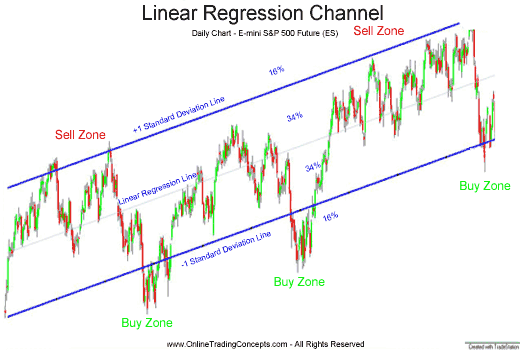 Linear Regression Channel
Daily Chart - E-mini S&P 500 Future (ES)
Sell Zone
16%
+1 Standard Deviation Line
34%
Sell Zone
Linear Regression Line
34%
Buy Zone
16%
-1 Standard Deviation Line
Buy Zone
Buy Zone
www.OnlineTradingConcepts.com - All Rights Reserved
Created with TradeStation